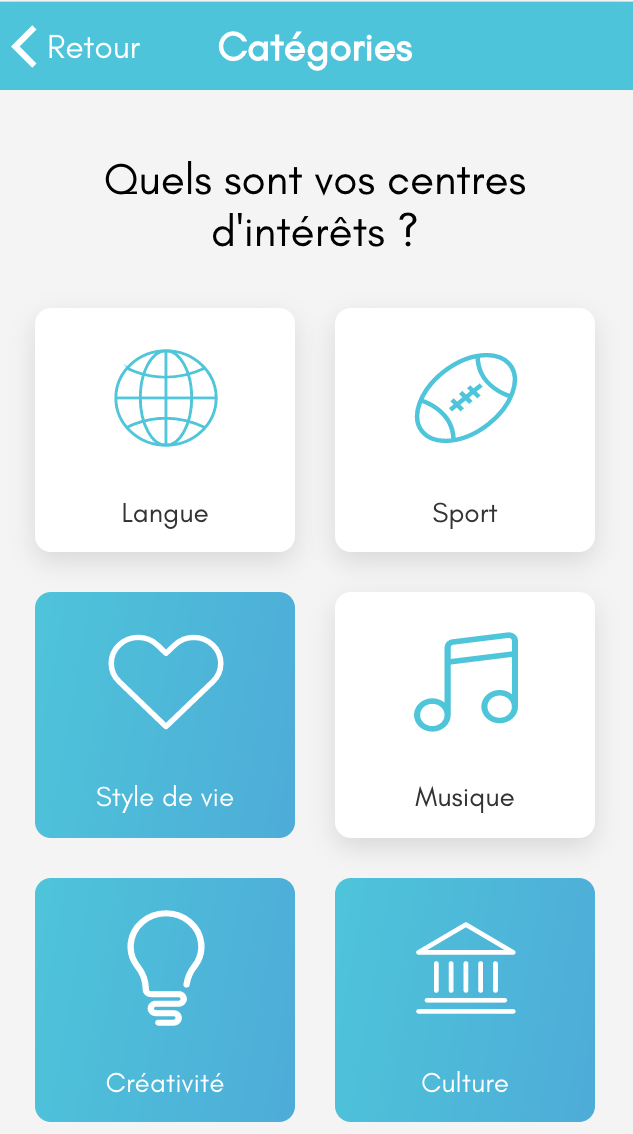 Retour
Catégories
Quels sont vos centres
d'intérêts ?
Langue
Sport
Style de vie
Musique
Créativité
Culture